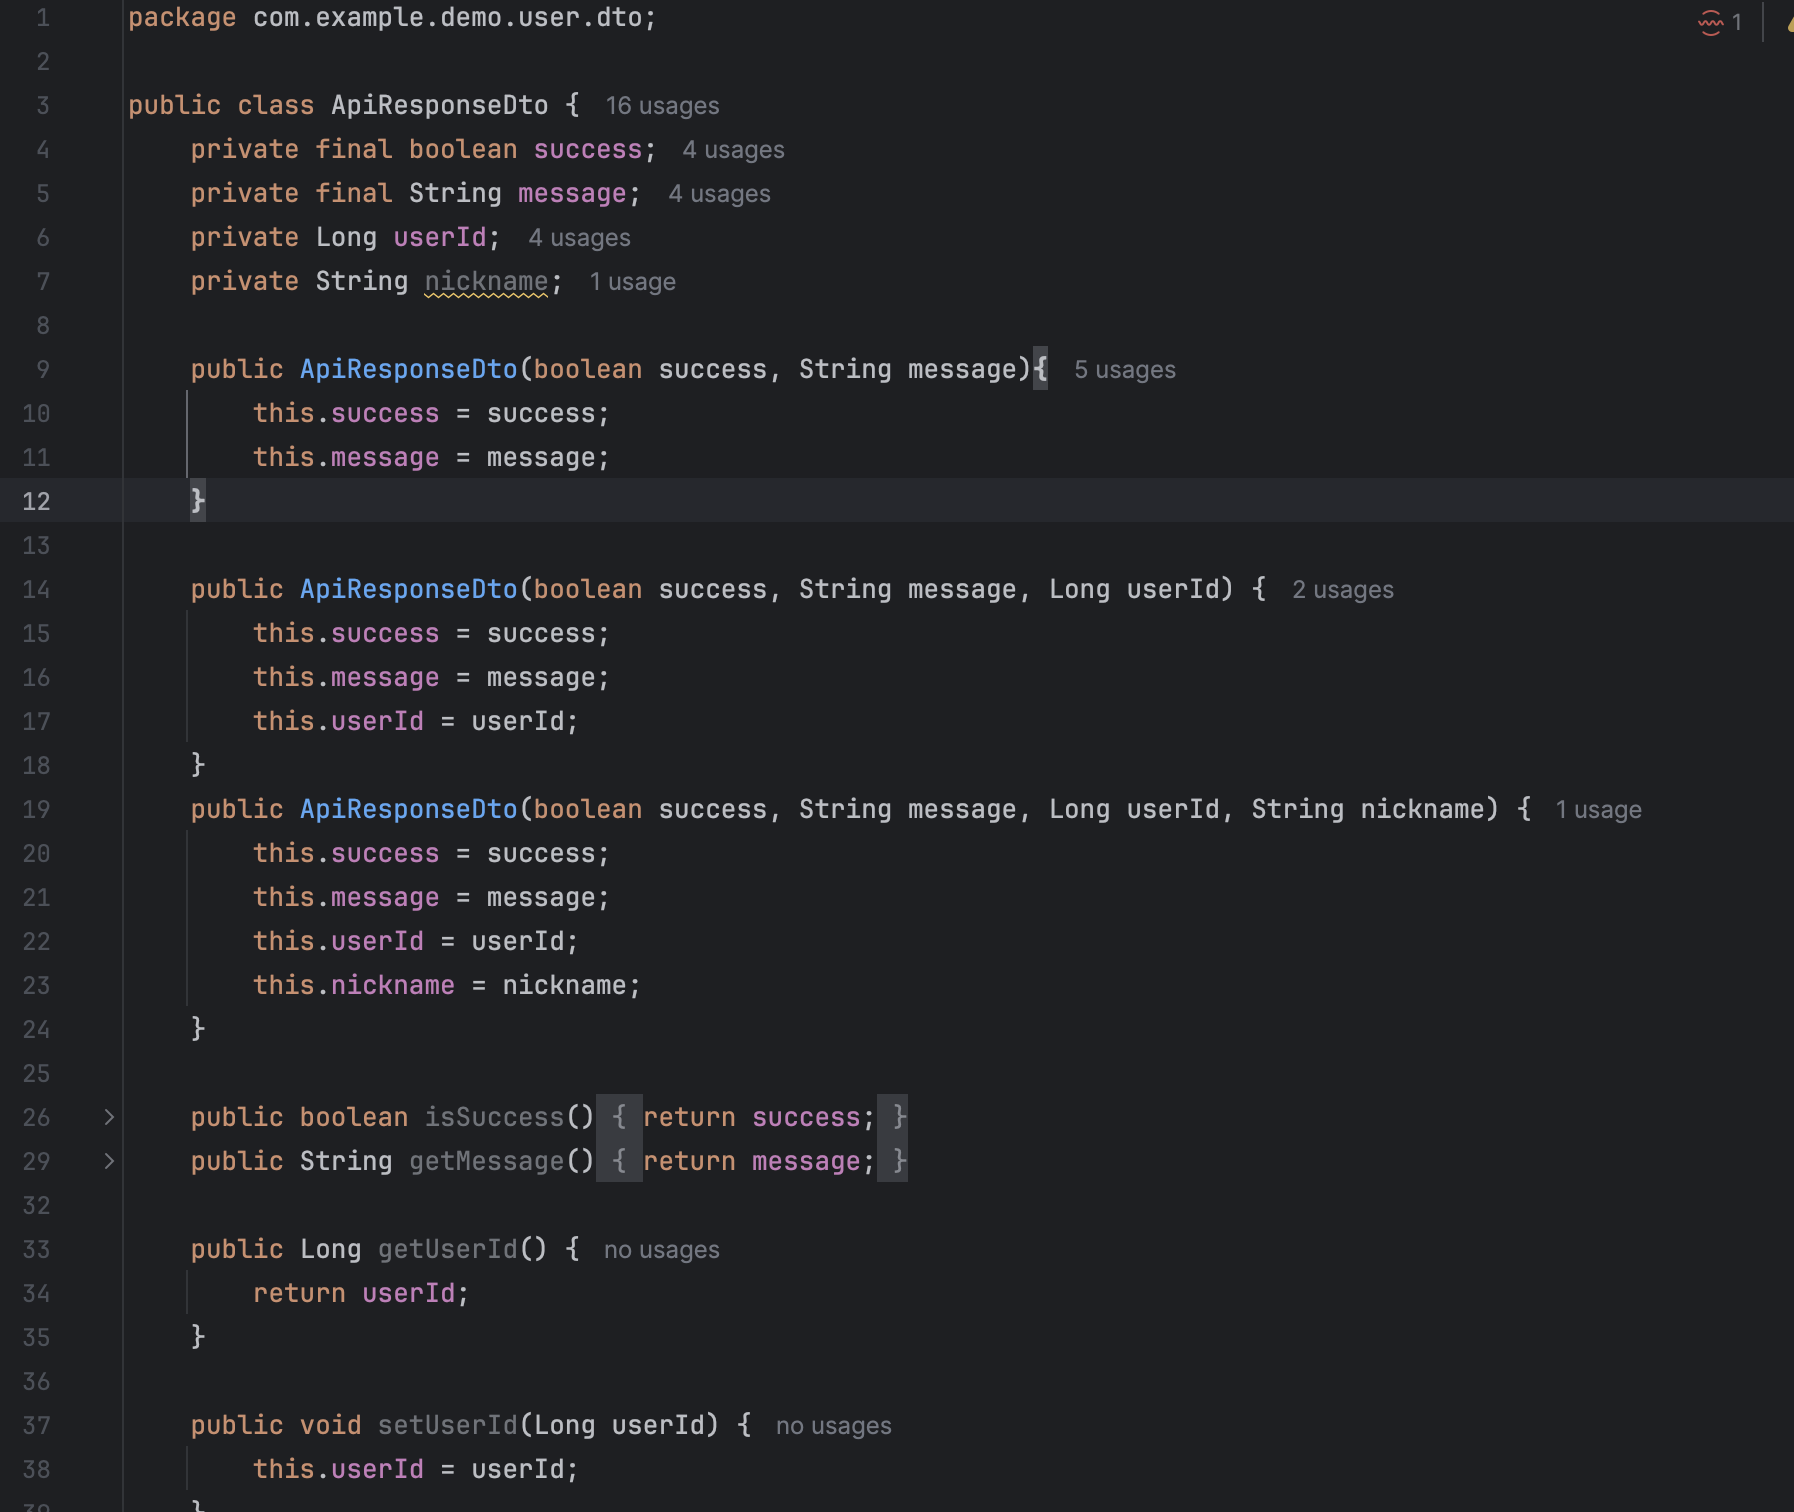 1 package com.example.demo.user.dto; 1
2
3 public class ApiResponseDto { 16 usages
4 private final boolean success; 4 usages
5 private final String message; 4 usages
6 private Long userId; 4 usages
7 private String nickname; 1 usage
8
9 public ApiResponseDto(boolean success, String message){ 5 usages
10 this.success = success;
11 this.message = message;
12 }
13
14 public ApiResponseDto(boolean success, String message, Long userId) { 2 usages
15 this.success = success;
16 this.message = message;
17 this.userId = userId;
18 }
19 public ApiResponseDto(boolean success, String message, Long userId, String nickname) { 1 usage
20 this.success = success;
21 this.message = message;
22 this.userId = userId;
23 this.nickname = nickname;
24 }
25
26 public boolean isSuccess() { return success; }
29 public String getMessage() { return message; }
32
33 public Long getUserId() { no usages
34 return userId;
35 }
36
37 public void setUserId(Long userId) { no usages
38 this.userId = userId;
39 }